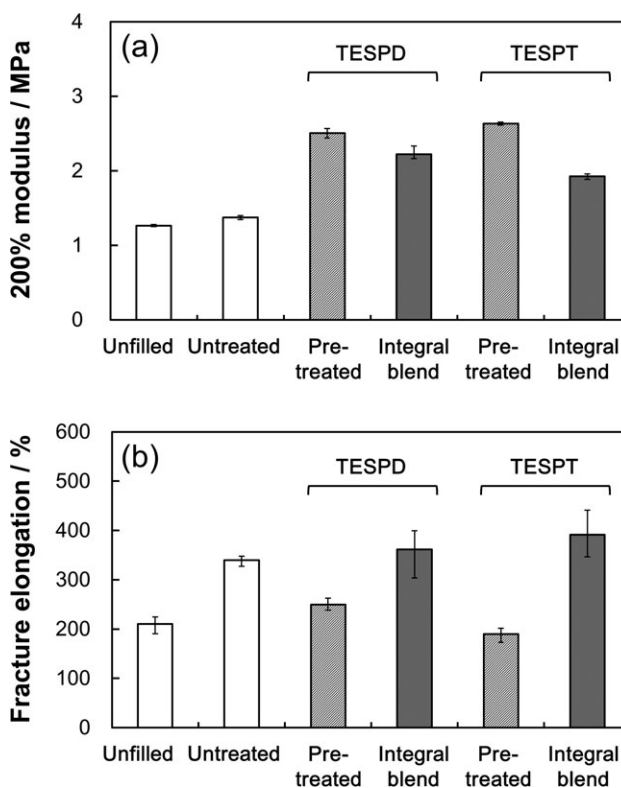 (a)
TESPD TESPT
200% modulus / MPa
4
3
2
1
0
Unfilled Untreated Pre- Integral Pre- Integral
treated blend treated blend
(b)
TESPD TESPT
Fracture elongation / %
600
500
400
300
200
100
0
Unfilled Untreated Pre- Integral Pre- Integral
treated blend treated blend